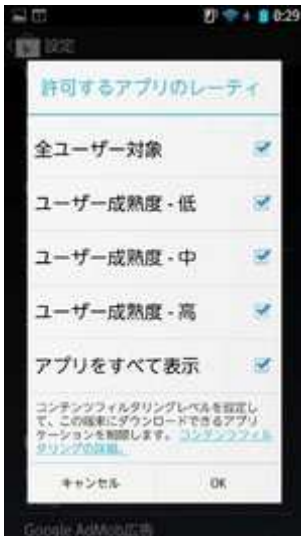 0:29
設定
許可するアプリのレーティ
全ユーザー対象
ユーザー成熟度 - 低
ユーザー成熟度 - 中
ユーザー成熟度 - 高
アプリをすべて表示
コンテンツフィルタリングレベルを設定し
て、この端末にダウンロードできるアプリ
ケーションを制限します。 コンテンツフィル
タリングの詳細。
キャンセル
OK
Google AdMob広告